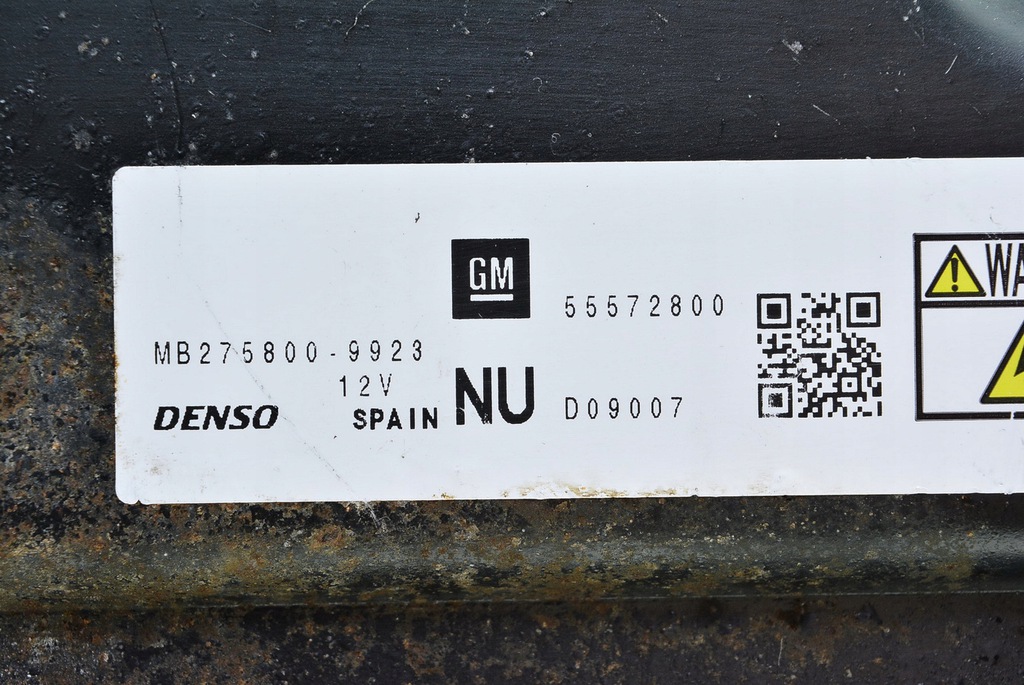 GM
55572800
MB275800-9923
12V
DENSO SPAIN NU D09007
WA